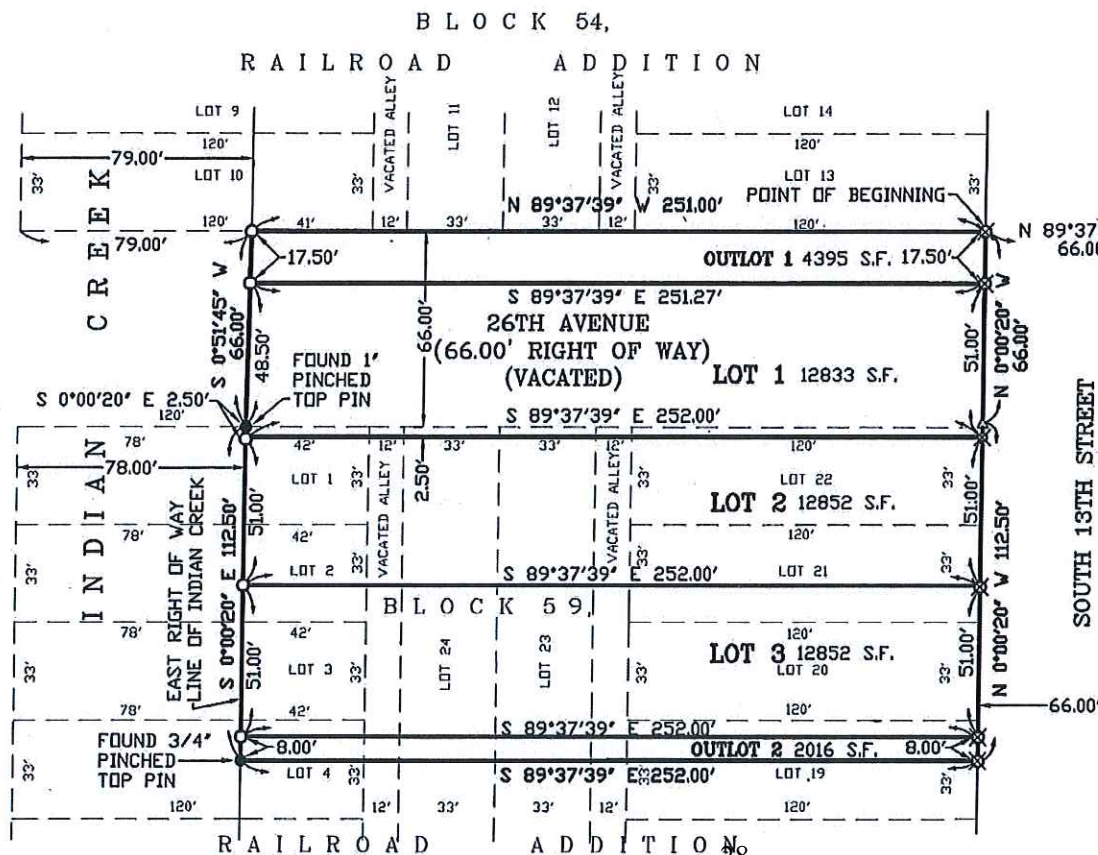 BLOCK 54,
RAILROAD ADDITION
LOT 9
120'
79.00'
33'
LOT 10
33'
120'
79.00'
VACATED ALLEY
LOT 11
LOT 12
VACATED ALLEY
LOT 14
120'
LOT 13
33'
33'
POINT OF BEGINNING
N 89°37'39" W 251.00'
41'
12'
33'
33'
12'
120'
N 89°37'
66.00'
17.50'
OUTLOT 1 4395 S.F. 17.50'
S 89°37'39" E 251.27'
CREEK
S 0°51'45" W
66.00'
48.50'
66.00'
26TH AVENUE
(66.00' RIGHT OF WAY)
(VACATED)
LOT 1 12833 S.F.
51.00'
N 0°00'20" W
66.00'
FOUND 1"
PINCHED
TOP PIN
S 0°00'20" E 2.50'
120'
S 89°37'39" E 252.00'
78'
42'
12'
33'
33'
12'
120'
78.00'
33'
LOT 1
33'
2.50'
VACATED ALLEY
VACATED ALLEY
33'
LOT 22
33'
LOT 2 12852 S.F.
51.00'
51.00'
INDIAN
78'
42'
120'
33'
LOT 2
33'
33'
LOT 21
33'
S 89°37'39" E 252.00'
EAST RIGHT OF WAY
LINE OF INDIAN CREEK
S 0°00'20" E 112.50'
N 0°00'20" W 112.50'
SOUTH 13TH STREET
BLOCK 59,
78'
42'
120'
33'
51.00'
LOT 3
33'
LOT 24
LOT 23
33'
LOT 3 12852 S.F.
LOT 20
33'
51.00'
66.00'
78'
42'
120'
S 89°37'39" E 252.00'
FOUND 3/4"
PINCHED
TOP PIN
8.00'
OUTLOT 2 2016 S.F. 8.00'
33'
LOT 4
33'
S 89°37'39" E 252.00'
33'
LOT 19
33'
120'
12'
33'
33'
12'
120'
RAILROAD ADDITION